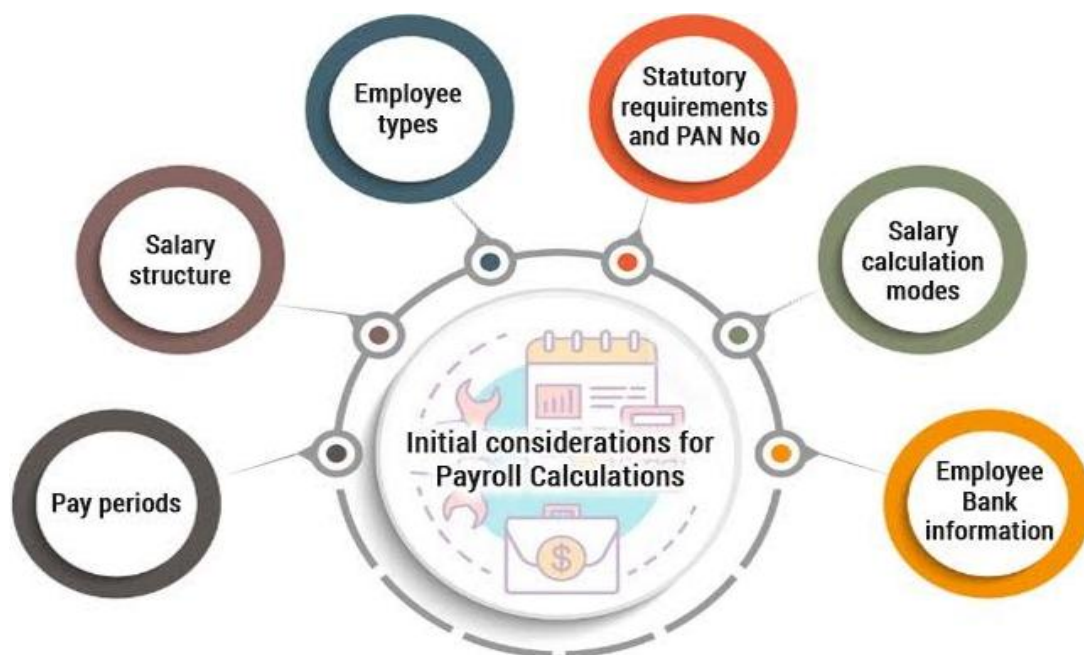 Employee
types
Statutory
requirements
and PAN No
Salary
structure
Salary
calculation
modes
Pay periods
Initial considerations for
Payroll Calculations
Employee
Bank
information
$